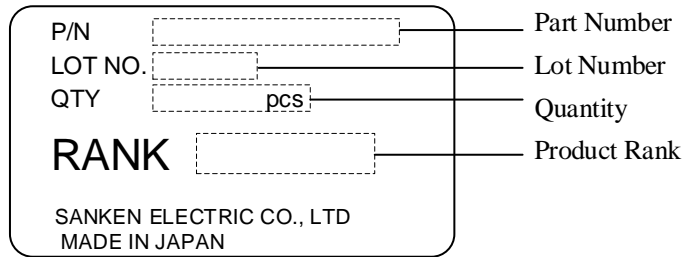 P/N Part Number
LOT NO. Lot Number
QTY pcs Quantity
RANK Product Rank
SANKEN ELECTRIC CO., LTD
MADE IN JAPAN